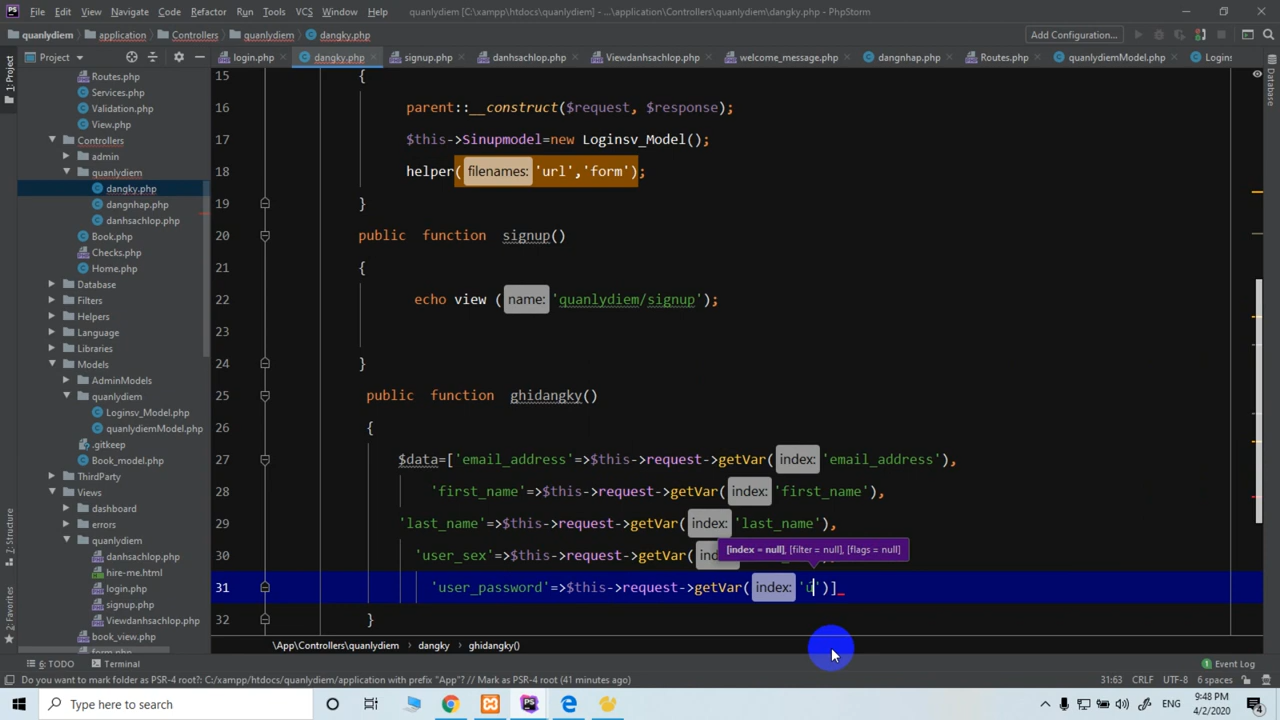 File Edit View Navigate Code Refactor Run Tools VCS Window Help quanlydiem [C:\xampp\htdocs\quanlydiem] - ...\application\Controllers\quanlydiem\dangky.php - PhpStorm
quanlydiem application Controllers quanlydiem dangky.php Add Configuration...
Project login.php dangky.php signup.php danhsachlop.php Viewdanhsachlop.php welcome_message.php dangnhap.php Routes.php quanlydiemModel.php Logins
1: Project
Database
7: Structure
2: Favorites
Routes.php
Services.php
Validation.php
View.php
Controllers
admin
quanlydiem
dangky.php
dangnhap.php
danhsachlop.php
Book.php
Checks.php
Home.php
Database
Filters
Helpers
Language
Libraries
Models
AdminModels
quanlydiem
Loginsv_Model.php
quanlydiemModel.php
.gitkeep
Book_model.php
ThirdParty
Views
dashboard
errors
quanlydiem
danhsachlop.php
hire-me.html
login.php
signup.php
Viewdanhsachlop.php
book_view.php
form.php
15 {
16 parent::__construct($request, $response);
17 $this->Sinupmodel=new Loginsv_Model();
18 helper( filenames: 'url','form');
19 }
20 public function signup()
21 {
22 echo view ( name: 'quanlydiem/signup');
23
24 }
25 public function ghidangky()
26 {
27 $data=['email_address'=>$this->request->getVar( index: 'email_address'),
28 'first_name'=>$this->request->getVar( index: 'first_name'),
29 'last_name'=>$this->request->getVar( index: 'last_name'),
[index = null], [filter = null], [flags = null]
30 'user_sex'=>$this->request->getVar(
31 'user_password'=>$this->request->getVar( index: 'ú')]
32 }
\App\Controllers\quanlydiem dangky ghidangky()
6: TODO Terminal 1 Event Log
Do you want to mark folder as PSR-4 root?: C:/xampp/htdocs/quanlydiem/application with prefix "App"? // Mark as PSR-4 root (41 minutes ago) 31:63 CRLF UTF-8 6 spaces
Type here to search ENG 9:48 PM
4/2/2020 4